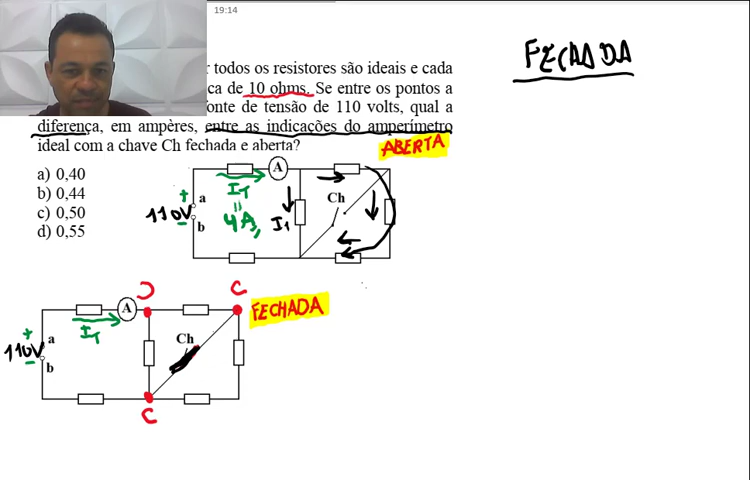 19:14
FECHADA
r todos os resistores são ideais e cada
ca de 10 ohms. Se entre os pontos a
fonte de tensão de 110 volts, qual a
diferença, em ampères, entre as indicações do amperímetro
ideal com a chave Ch fechada e aberta?
ABERTA
a) 0,40
b) 0,44
c) 0,50
d) 0,55
A
+
a
IT
Ch
110V
=
4A
I1
-
b
D
C
A
FECHADA
IT
+
Ch
a
110V
-
b
C